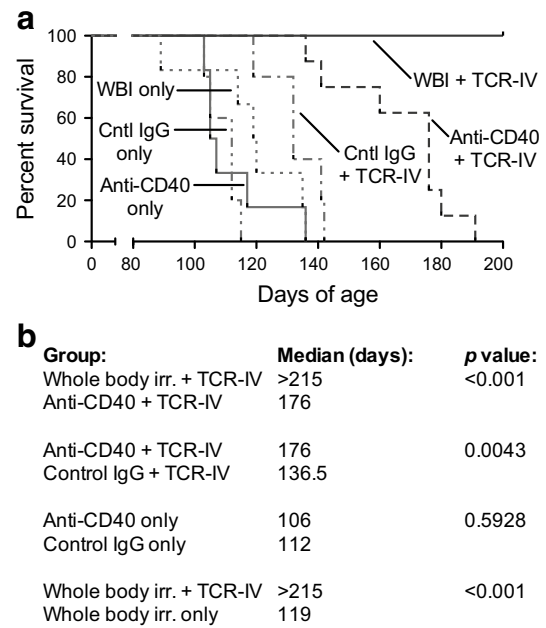 a
Percent survival
100
80
60
40
20
0
WBI only
Cntl IgG
only
Anti-CD40
only
WBI + TCR-IV
Anti-CD40
+ TCR-IV
Cntl IgG
+ TCR-IV
0 80 100 120 140 160 180 200
Days of age
b
Group: Median (days): p value:
Whole body irr. + TCR-IV >215 <0.001
Anti-CD40 + TCR-IV 176
Anti-CD40 + TCR-IV 176 0.0043
Control IgG + TCR-IV 136.5
Anti-CD40 only 106 0.5928
Control IgG only 112
Whole body irr. + TCR-IV >215 <0.001
Whole body irr. only 119